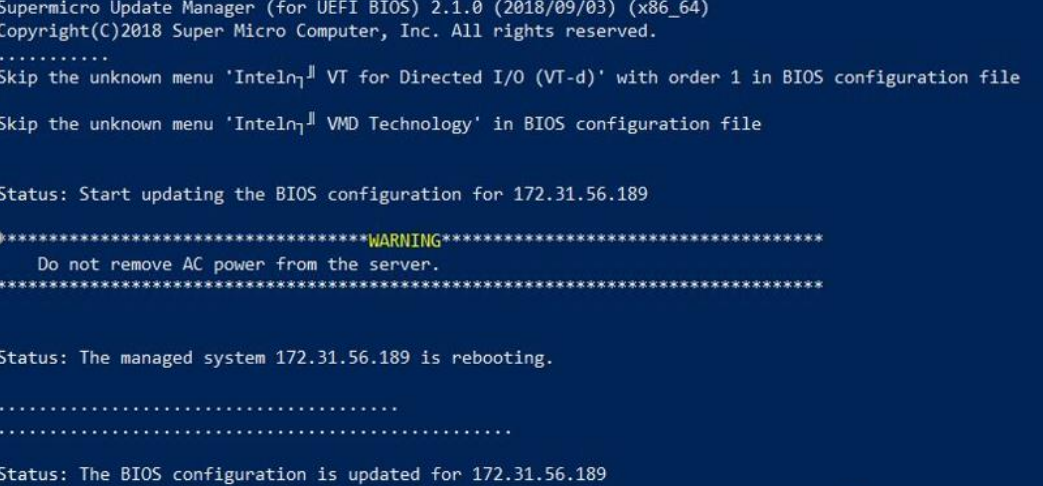 Supermicro Update Manager (for UEFI BIOS) 2.1.0 (2018/09/03) (x86_64)
Copyright(C)2018 Super Micro Computer, Inc. All rights reserved.
...........
Skip the unknown menu 'Intel∩┐╜ VT for Directed I/O (VT-d)' with order 1 in BIOS configuration file
Skip the unknown menu 'Intel∩┐╜ VMD Technology' in BIOS configuration file
Status: Start updating the BIOS configuration for 172.31.56.189
*************************************WARNING**************************************
Do not remove AC power from the server.
**********************************************************************************
Status: The managed system 172.31.56.189 is rebooting.
.......................................
..................................................
Status: The BIOS configuration is updated for 172.31.56.189